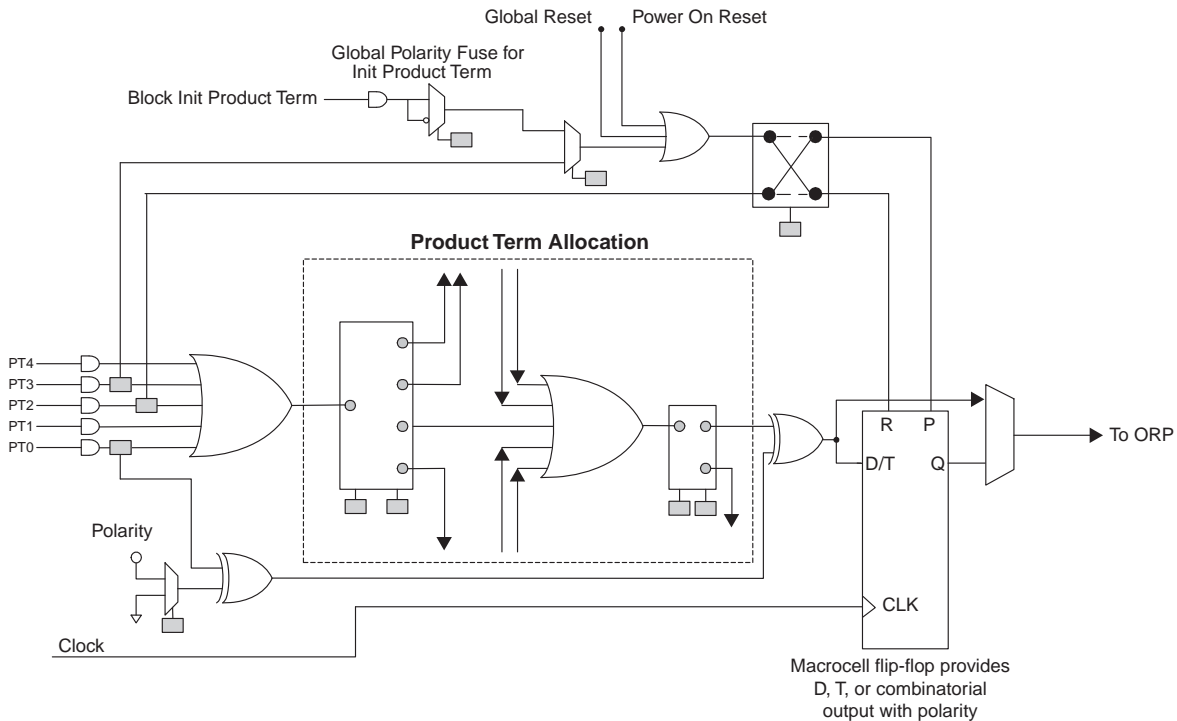 Global Reset
Power On Reset
Global Polarity Fuse for
Init Product Term
Block Init Product Term
Product Term Allocation
PT4
PT3
PT2
PT1
PT0
R
P
To ORP
D/T
Q
Polarity
CLK
Clock
Macrocell flip-flop provides
D, T, or combinatorial
output with polarity